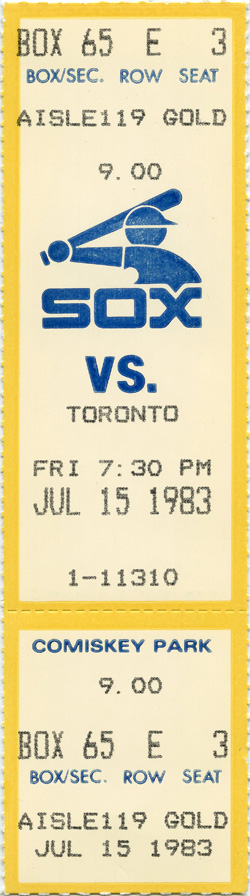 BOX 65 E 3
BOX/SEC. ROW SEAT
AISLE119 GOLD
9.00
SOX
VS.
TORONTO
FRI 7:30 PM
JUL 15 1983
1-11310
COMISKEY PARK
9.00
BOX 65 E 3
BOX/SEC. ROW SEAT
AISLE119 GOLD
JUL 15 1983